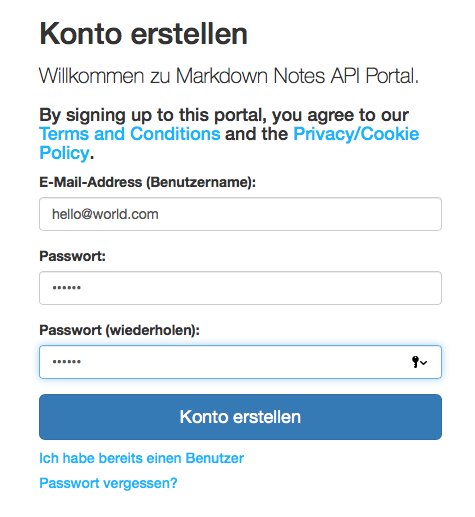 Konto erstellen
Willkommen zu Markdown Notes API Portal.
By signing up to this portal, you agree to our
Terms and Conditions and the Privacy/Cookie
Policy.
E-Mail-Address (Benutzername):
hello@world.com
Passwort:
••••••
Passwort (wiederholen):
••••••
Konto erstellen
Ich habe bereits einen Benutzer
Passwort vergessen?